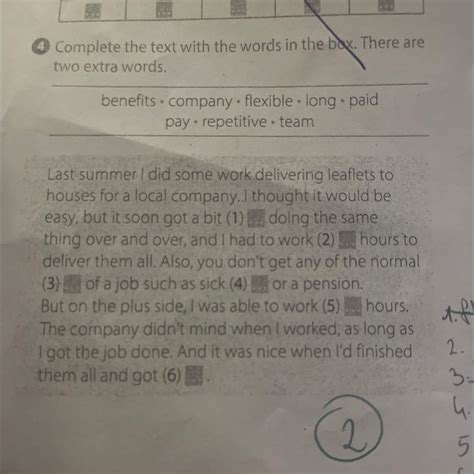 4 Complete the text with the words in the box. There are
two extra words.
benefits • company • flexible • long • paid
pay • repetitive • team
Last summer I did some work delivering leaflets to
houses for a local company. I thought it would be
easy, but it soon got a bit (1) doing the same
thing over and over, and I had to work (2) hours to
deliver them all. Also, you don't get any of the normal
(3) of a job such as sick (4) or a pension.
But on the plus side, I was able to work (5) hours.
The company didn't mind when I worked, as long as
I got the job done. And it was nice when I'd finished
them all and got (6) .
1.
2.
3-
4.
5
2